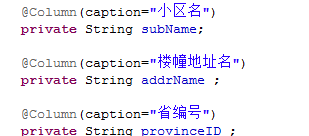 @Column(caption="小区名")
private String subName;
@Column(caption="楼幢地址名")
private String addrName ;
@Column(caption="省编号")
private String provinceID ;